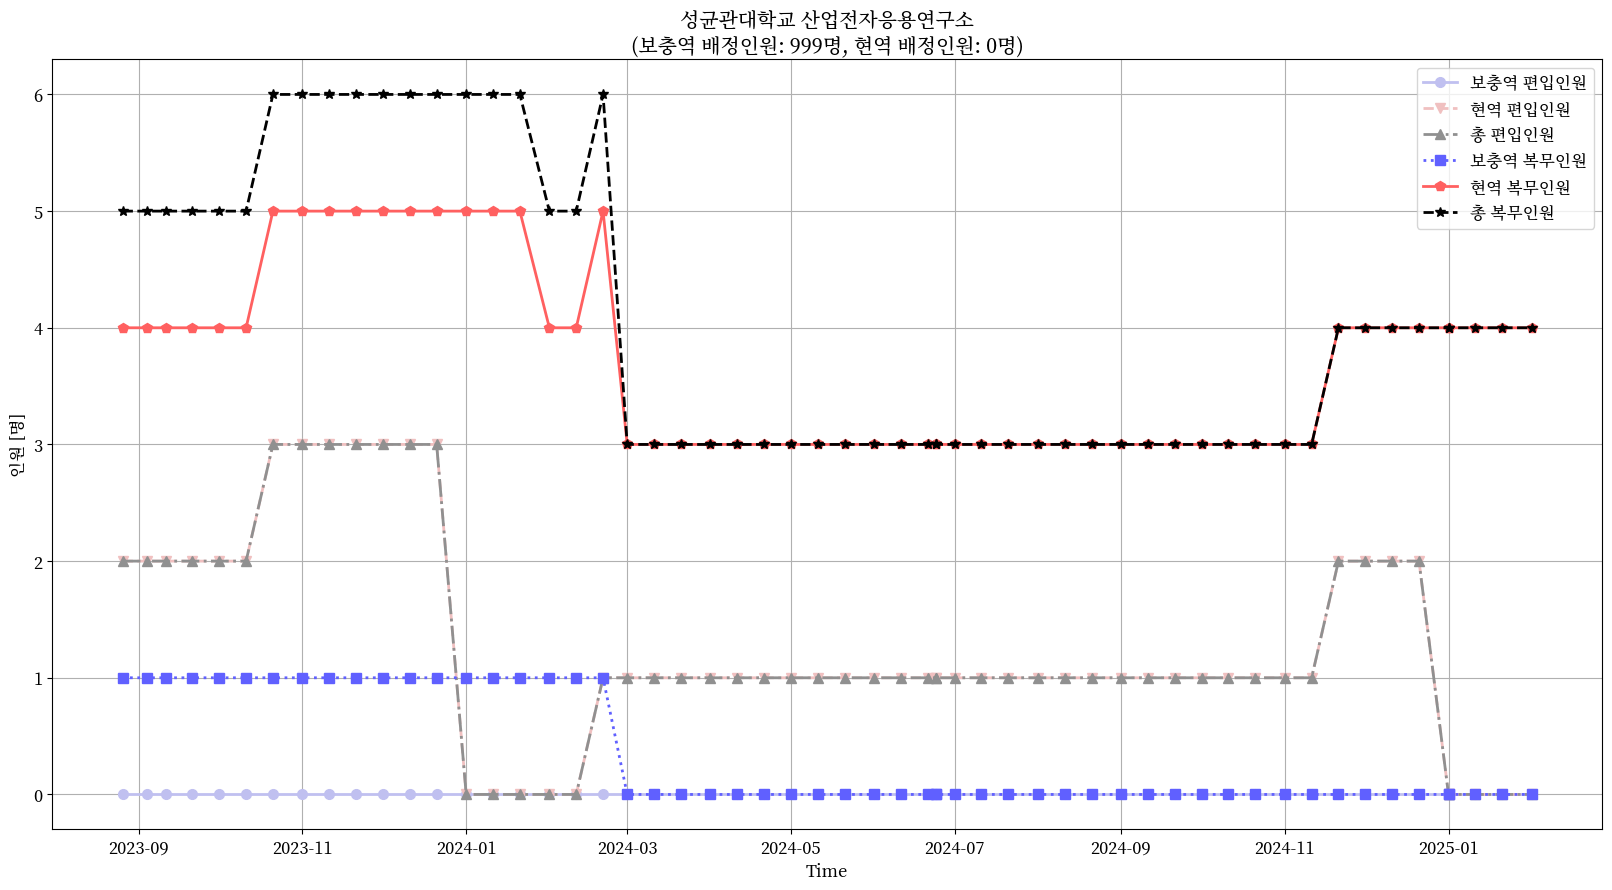 성균관대학교 산업전자응용연구소
(보충역 배정인원: 999명, 현역 배정인원: 0명)
보충역 편입인원
현역 편입인원
총 편입인원
보충역 복무인원
현역 복무인원
총 복무인원
인원 [명]
6
5
4
3
2
1
0
2023-09 2023-11 2024-01 2024-03 2024-05 2024-07 2024-09 2024-11 2025-01
Time